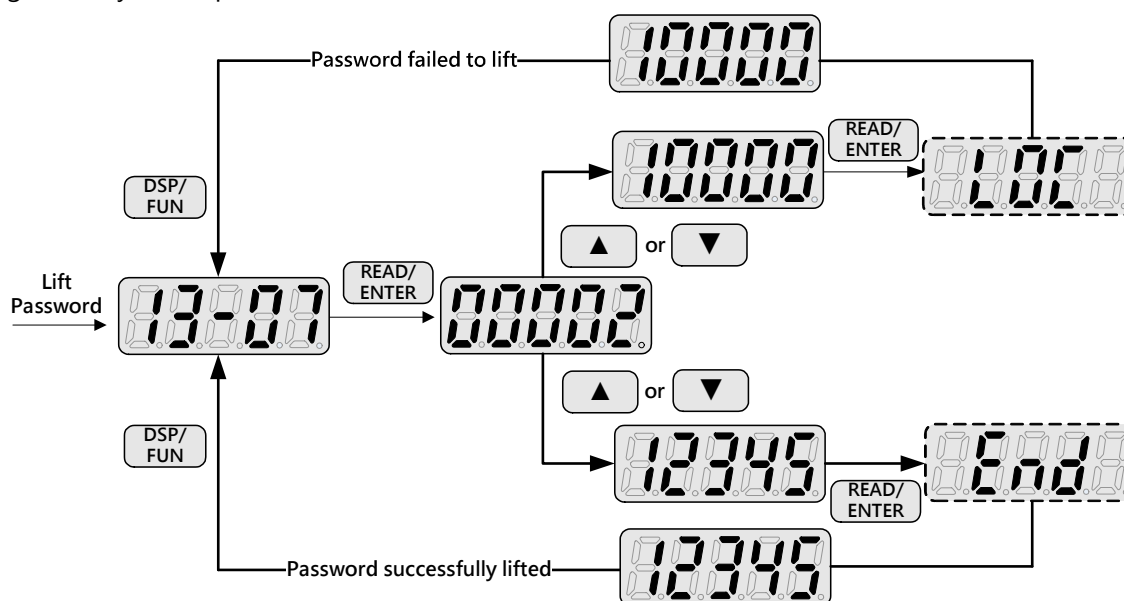 10000
Password failed to lift
10000
READ/
ENTER
LOC
DSP/
FUN
▲ or ▼
Lift
Password
13-07
READ/
ENTER
00002
▲ or ▼
DSP/
FUN
12345
READ/
ENTER
End
Password successfully lifted
12345